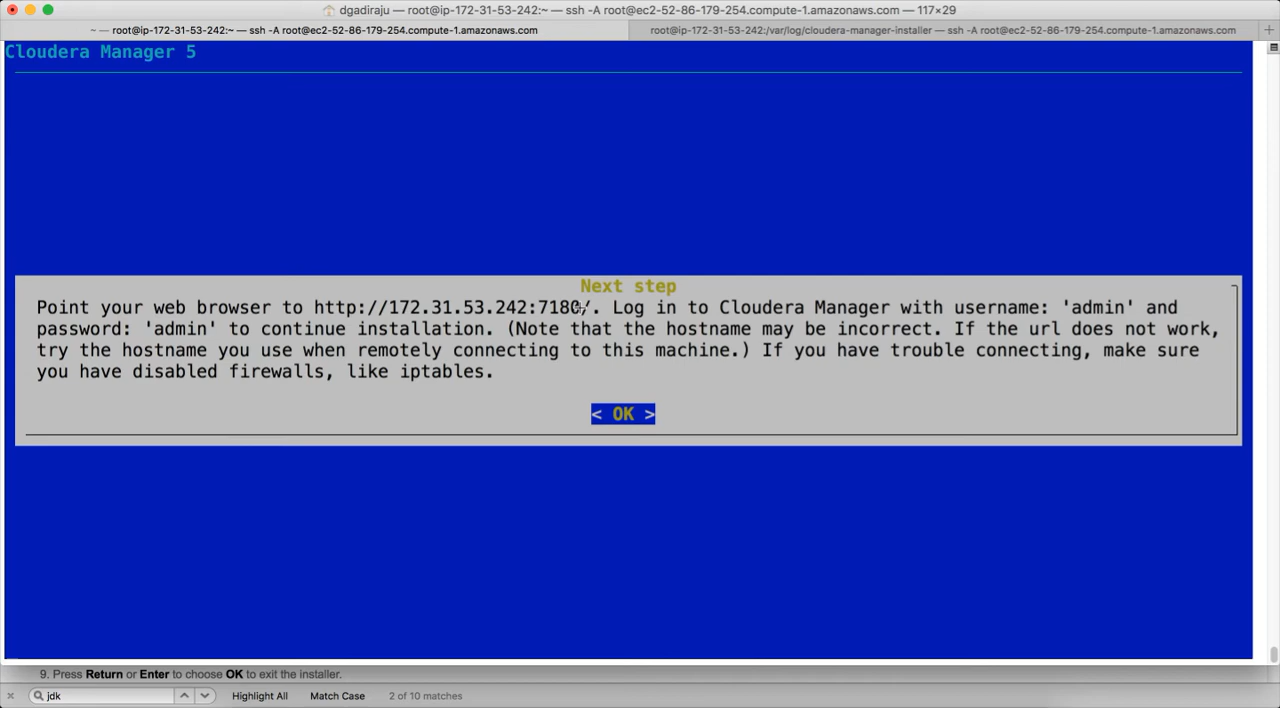 dgadiraju — root@ip-172-31-53-242:~ — ssh -A root@ec2-52-86-179-254.compute-1.amazonaws.com — 117×29
~ — root@ip-172-31-53-242:~ — ssh -A root@ec2-52-86-179-254.compute-1.amazonaws.com
root@ip-172-31-53-242:/var/log/cloudera-manager-installer — ssh -A root@ec2-52-86-179-254.compute-1.amazonaws.com
Cloudera Manager 5
Next step
Point your web browser to http://172.31.53.242:7180/. Log in to Cloudera Manager with username: 'admin' and
password: 'admin' to continue installation. (Note that the hostname may be incorrect. If the url does not work,
try the hostname you use when remotely connecting to this machine.) If you have trouble connecting, make sure
you have disabled firewalls, like iptables.
< OK >
9. Press Return or Enter to choose OK to exit the installer.
jdk
Highlight All
Match Case
2 of 10 matches